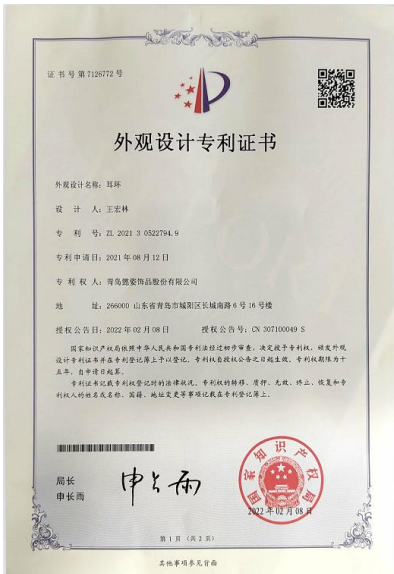 证书号第7126772号
外观设计专利证书
外观设计名称：耳环
设计人：王宏林
专利号：ZL 2021 3 0522794.9
专利申请日：2021年08月12日
专利权人：青岛懿姿饰品股份有限公司
地址：266000 山东省青岛市城阳区长城南路6号16号楼
授权公告日：2022年02月08日 授权公告号：CN 307100049 S
国家知识产权局依照中华人民共和国专利法经过初步审查，决定授予专利权，颁发外观
设计专利证书并在专利登记簿上予以登记。专利权自授权公告之日起生效。专利权期限为十
五年，自申请日起算。
专利证书记载专利权登记时的法律状况。专利权的转移、质押、无效、终止、恢复和专
利权人的姓名或名称、国籍、地址变更等事项记载在专利登记簿上。
局长
申长雨
申长雨
国家知识产权局
2022年02月08日
第 1 页 （共 2 页）
其他事项参见背面